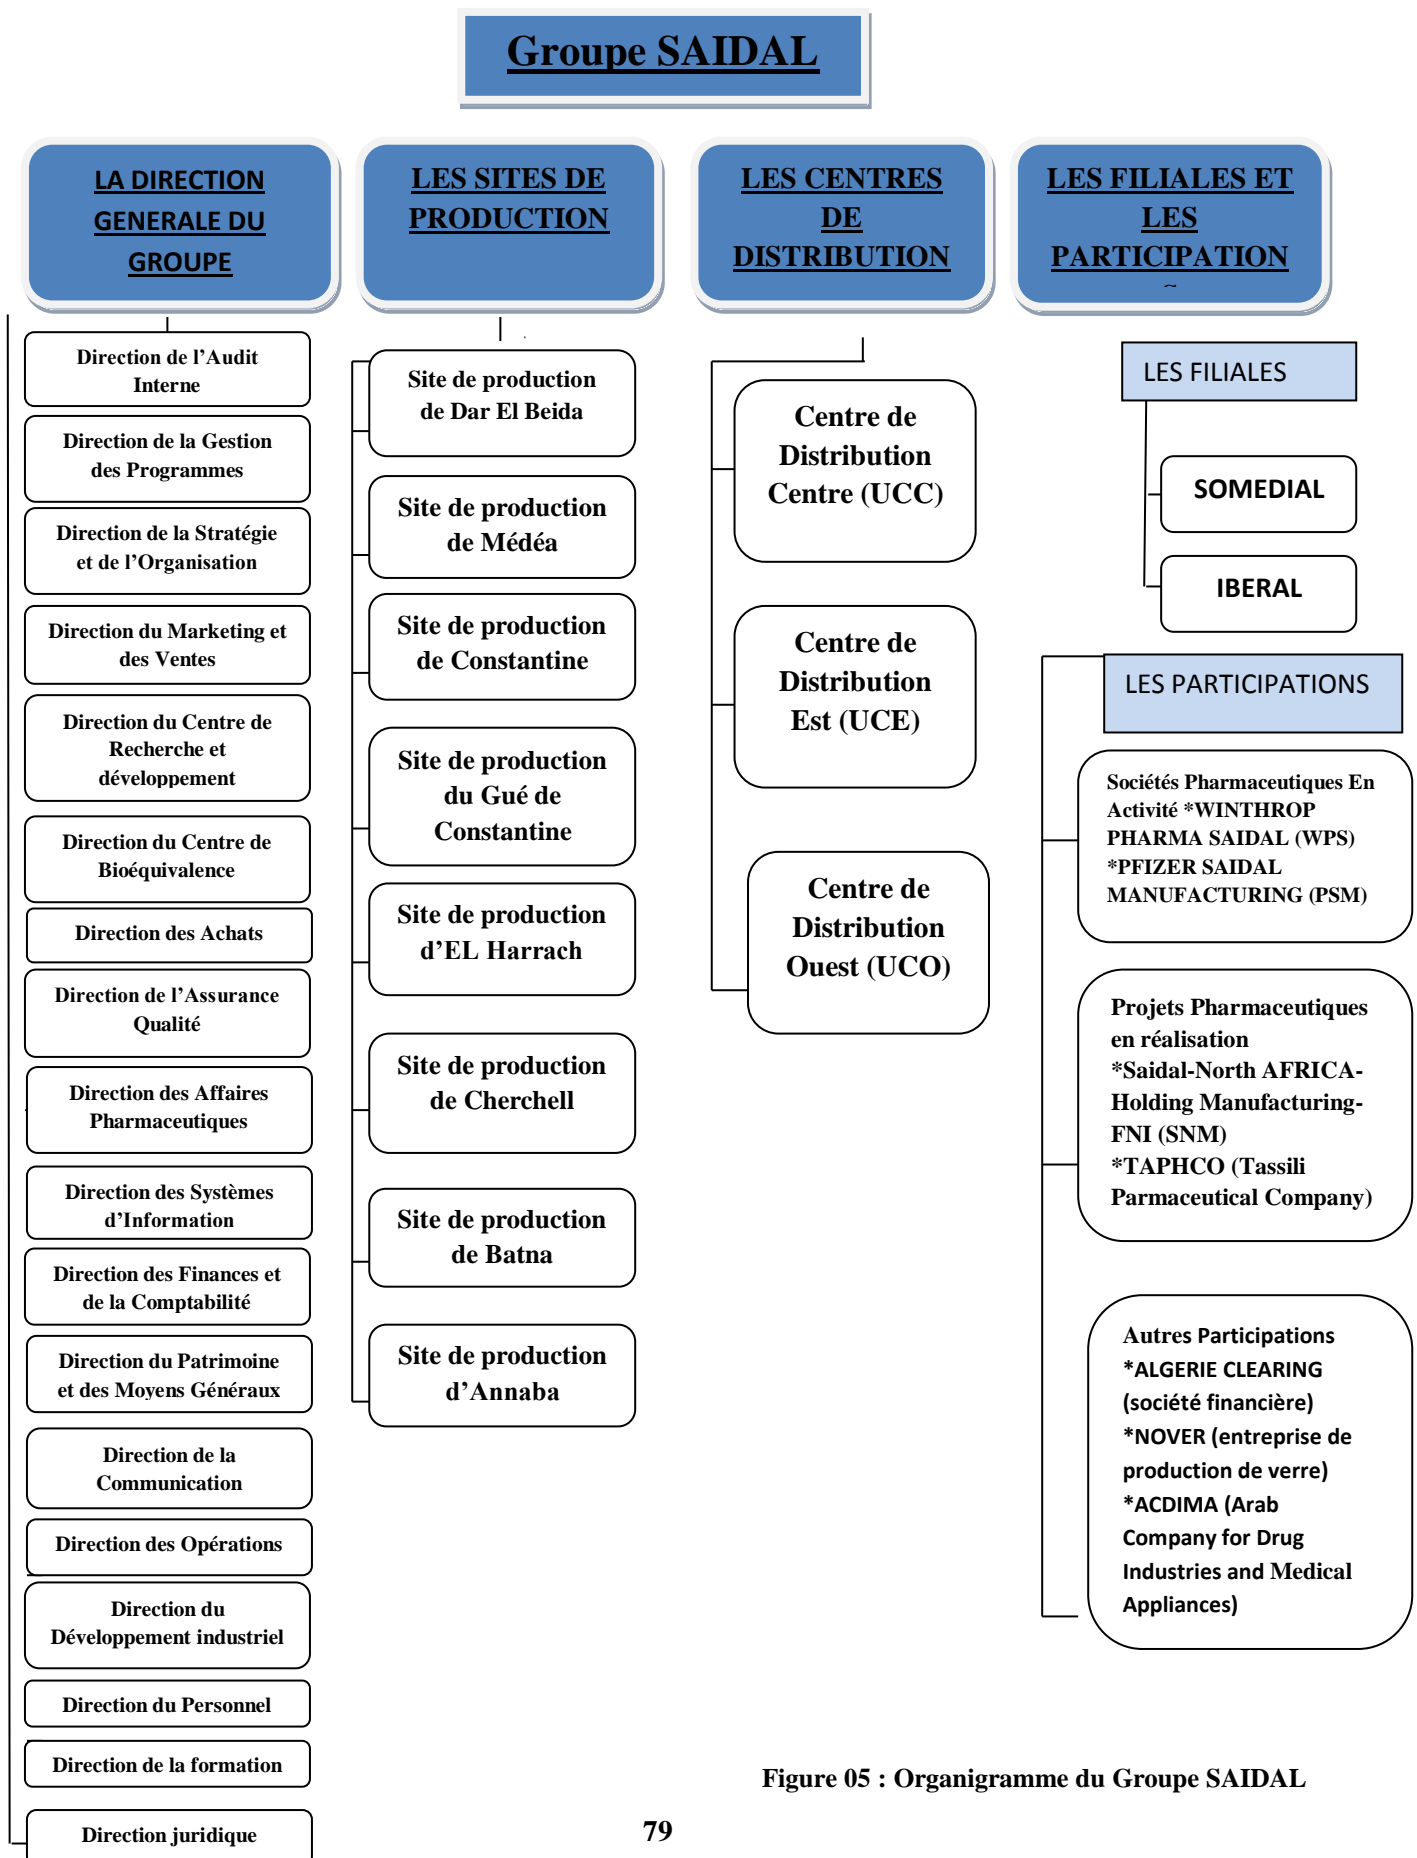 Groupe SAIDAL
LA DIRECTION
GENERALE DU
GROUPE
Direction de l’Audit
Interne
Direction de la Gestion
des Programmes
Direction de la Stratégie
et de l’Organisation
Direction du Marketing et
des Ventes
Direction du Centre de
Recherche et
développement
Direction du Centre de
Bioéquivalence
Direction des Achats
Direction de l’Assurance
Qualité
Direction des Affaires
Pharmaceutiques
Direction des Systèmes
d’Information
Direction des Finances et
de la Comptabilité
Direction du Patrimoine
et des Moyens Généraux
Direction de la
Communication
Direction des Opérations
Direction du
Développement industriel
Direction du Personnel
Direction de la formation
Direction juridique
LES SITES DE
PRODUCTION
Site de production
de Dar El Beida
Site de production
de Médéa
Site de production
de Constantine
Site de production
du Gué de
Constantine
Site de production
d’EL Harrach
Site de production
de Cherchell
Site de production
de Batna
Site de production
d’Annaba
LES CENTRES
DE
DISTRIBUTION
Centre de
Distribution
Centre (UCC)
Centre de
Distribution
Est (UCE)
Centre de
Distribution
Ouest (UCO)
LES FILIALES ET
LES
PARTICIPATION
LES FILIALES
SOMEDIAL
IBERAL
LES PARTICIPATIONS
Sociétés Pharmaceutiques En
Activité *WINTHROP
PHARMA SAIDAL (WPS)
*PFIZER SAIDAL
MANUFACTURING (PSM)
Projets Pharmaceutiques
en réalisation
*Saidal-North AFRICA-
Holding Manufacturing-
FNI (SNM)
*TAPHCO (Tassili
Parmaceutical Company)
Autres Participations
*ALGERIE CLEARING
(société financière)
*NOVER (entreprise de
production de verre)
*ACDIMA (Arab
Company for Drug
Industries and Medical
Appliances)
Figure 05 : Organigramme du Groupe SAIDAL
79